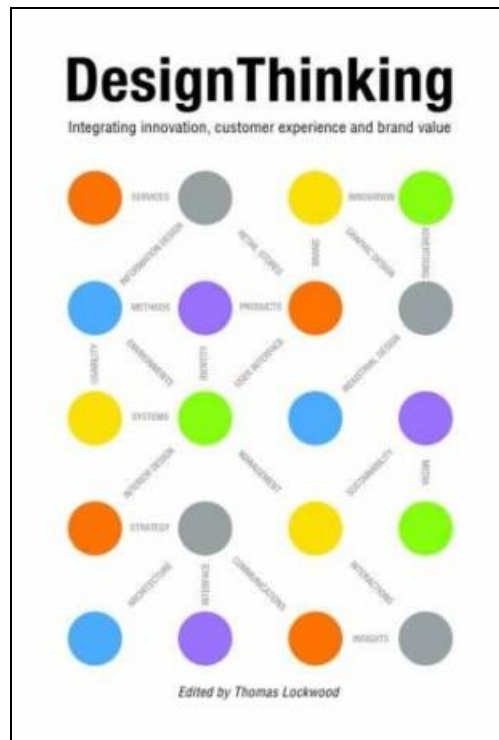 DesignThinking
Integrating innovation, customer experience and brand value
SERVICES
INNOVATION
INFORMATION DESIGN
RETAIL STORES
BRAND
GRAPHIC DESIGN
ADVERTISING
METHODS
PRODUCTS
USABILITY
ENVIRONMENTS
IDENTITY
USER INTERFACE
INDUSTRIAL DESIGN
SYSTEMS
INTERIOR DESIGN
MANAGEMENT
SUSTAINABILITY
MEDIA
STRATEGY
ARCHITECTURE
COMMUNICATIONS
INTERACTIONS
INSIGHTS
Edited by Thomas Lockwood